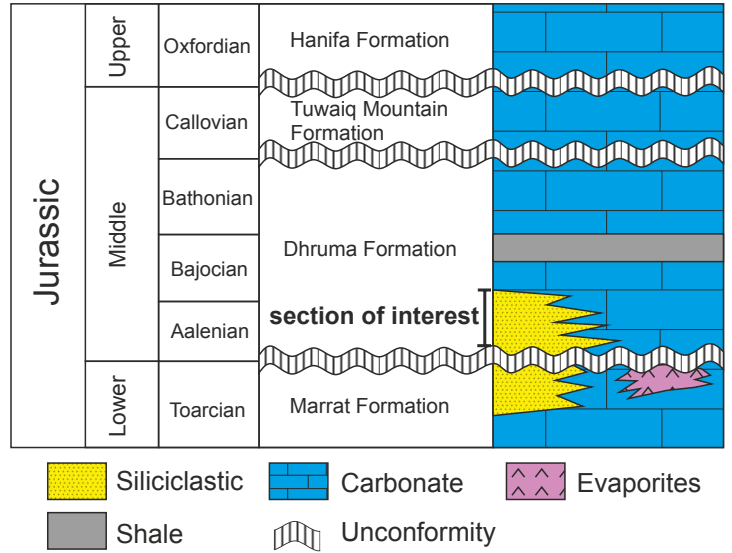 Jurassic
Upper
Oxfordian
Hanifa Formation
Middle
Callovian
Tuwaiq Mountain
Formation
Bathonian
Dhruma Formation
Bajocian
section of interest
Aalenian
Lower
Toarcian
Marrat Formation
Siliciclastic
Carbonate
Evaporites
Shale
Unconformity